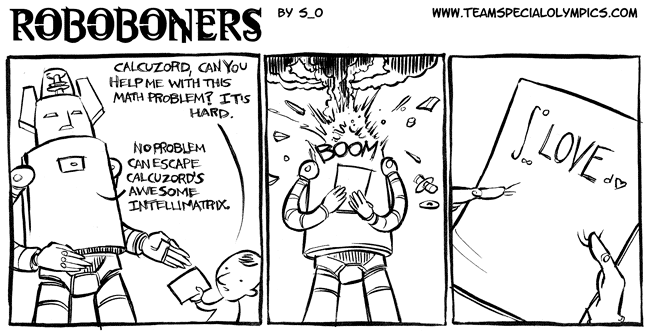 ROBOBONERS
BY S_O
WWW.TEAMSPECIALOLYMPICS.COM
CALCUZORD, CAN YOU
HELP ME WITH THIS
MATH PROBLEM? IT'S
HARD.
NO PROBLEM
CAN ESCAPE
CALCUZORD'S
AWESOME
INTELLIMATRIX.
BOOM
∫ LOVE d♡